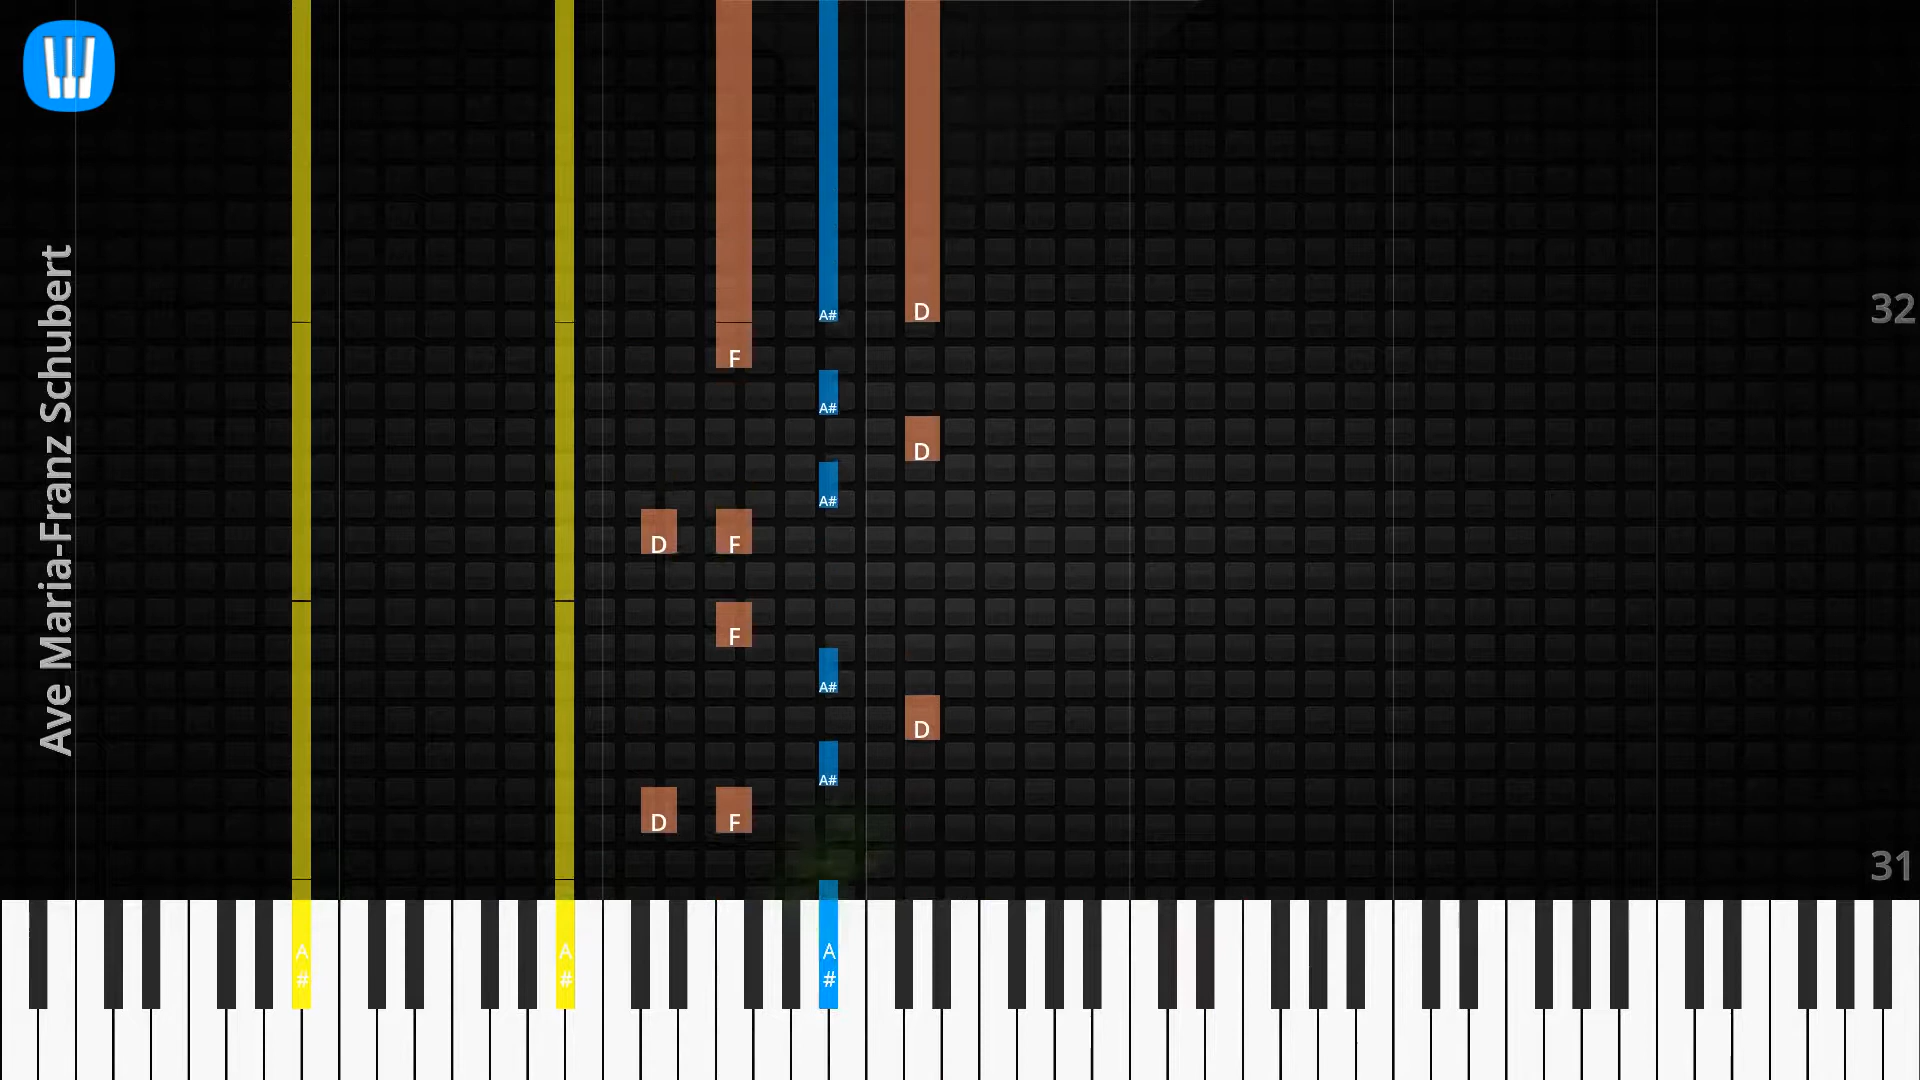 Ave Maria-Franz Schubert
A# D
32
F
A#
D
A#
D F
F
A#
D
A#
D F
31
A # A # A #